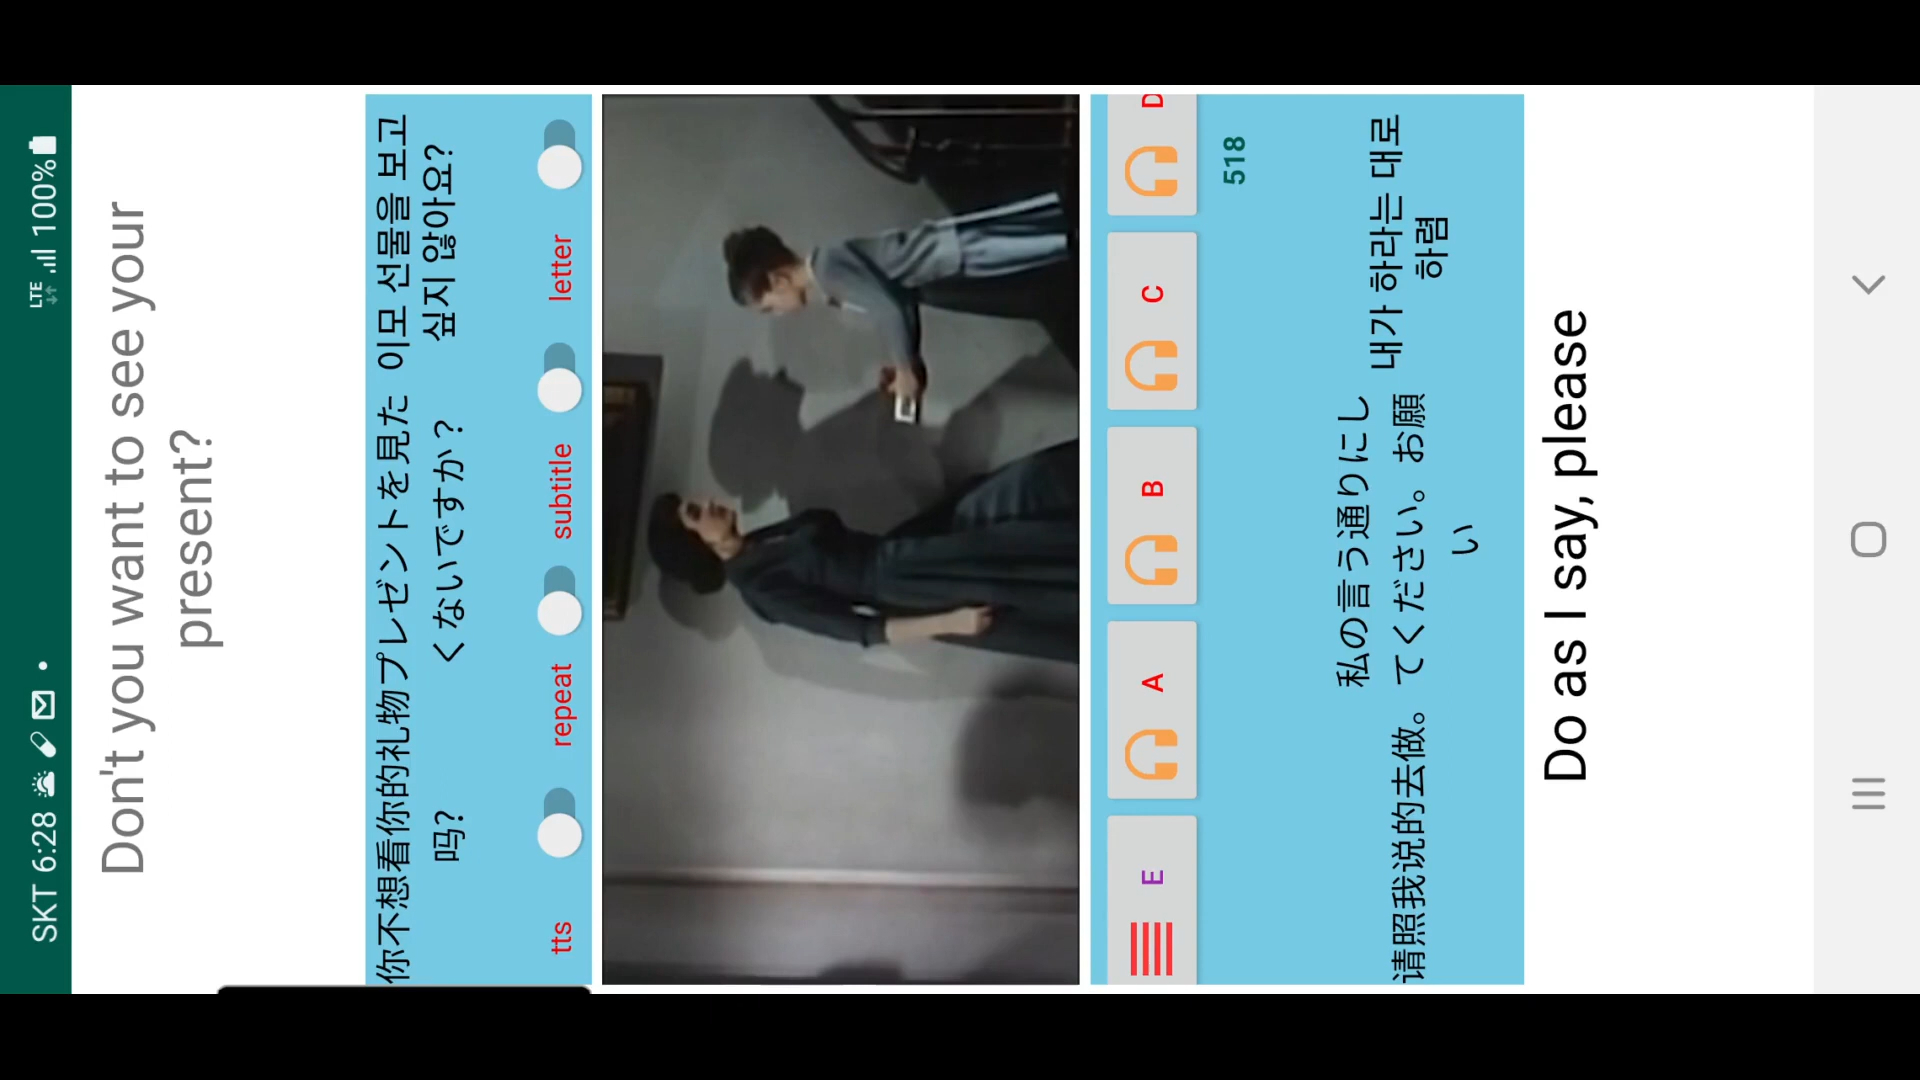 SKT 6:28
LTE
100%
Don't you want to see your
present?
你不想看你的礼物
吗?
プレゼントを見た
くないですか？
이모 선물을 보고
싶지 않아요?
tts
repeat
subtitle
letter
E
A
B
C
D
518
请照我说的去做。
私の言う通りにし
てください。お願
い
내가 하라는 대로
하렴
Do as I say, please